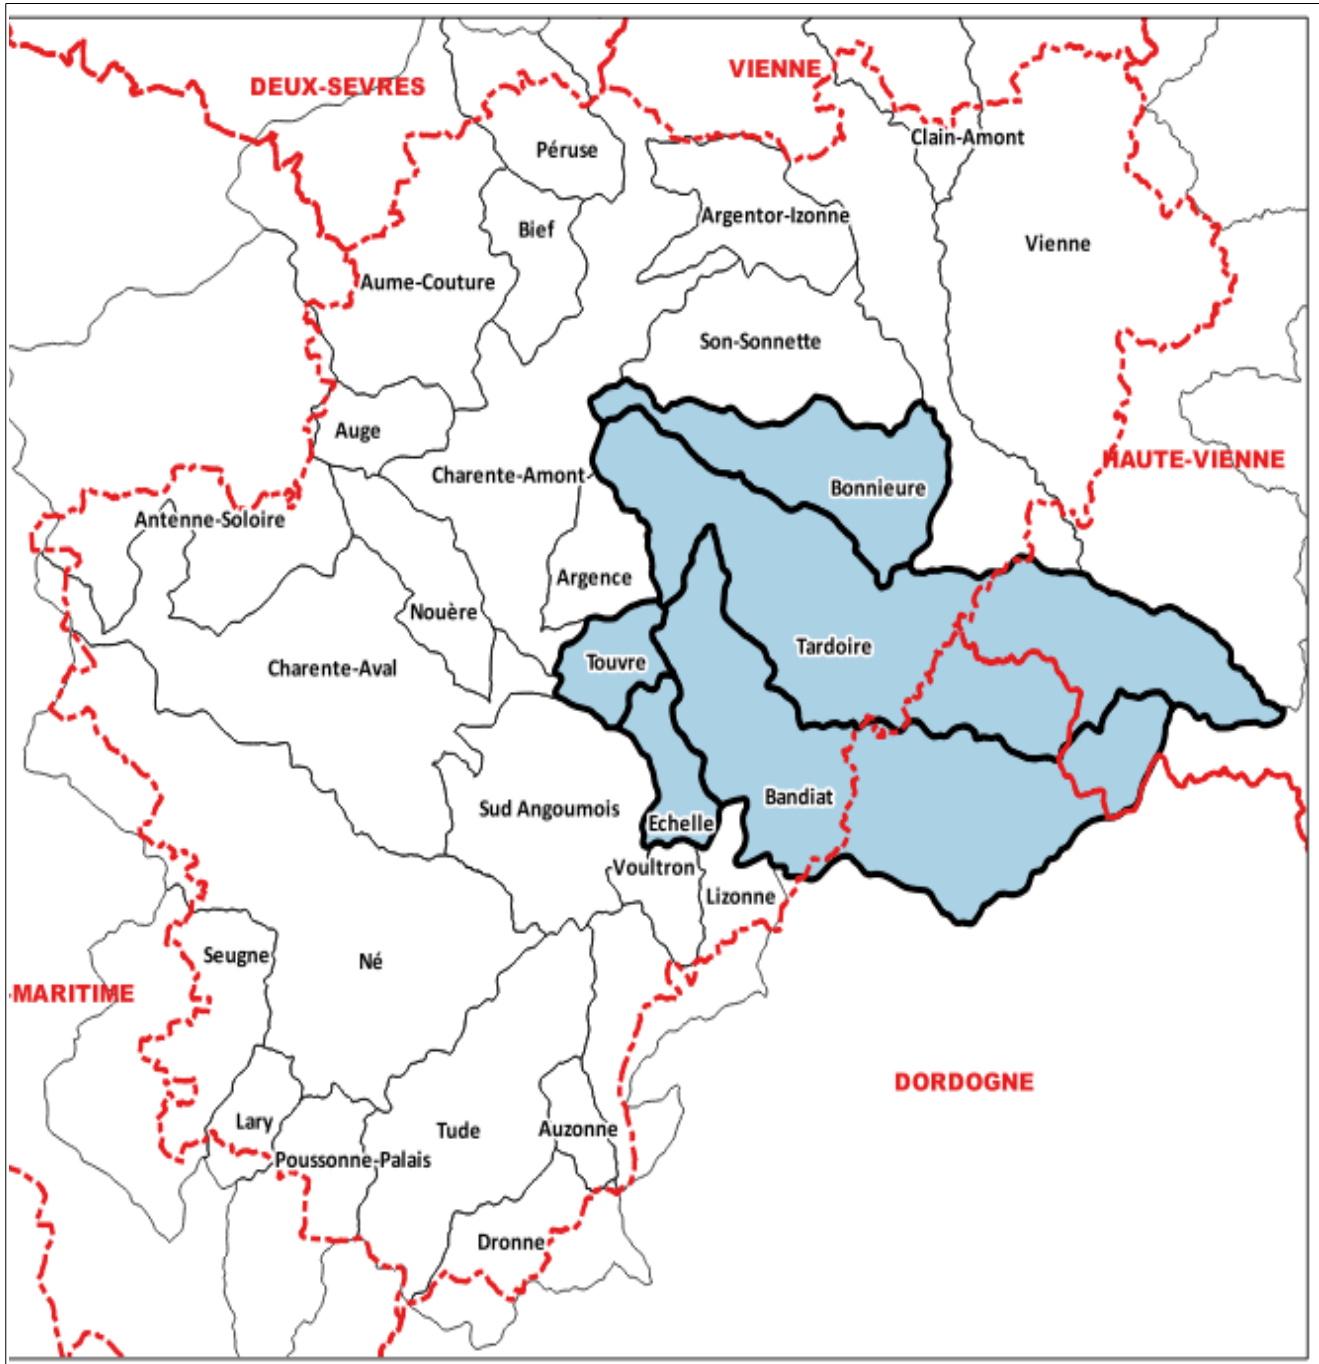 VIENNE
DEUX-SEVRES
Clain-Amont
Péruse
Argentor-Izonne
Bief
Vienne
Aume-Couture
Son-Sonnette
Auge
HAUTE-VIENNE
Charente-Amont
Bonnieure
Antenne-Soloire
Argence
Nouère
Tardoire
Touvre
Charente-Aval
Bandiat
Sud Angoumois
Echelle
Voultron
Lizonne
Seugne
Né
-MARITIME
DORDOGNE
Lary
Tude
Auzonne
Poussonne-Palais
Dronne